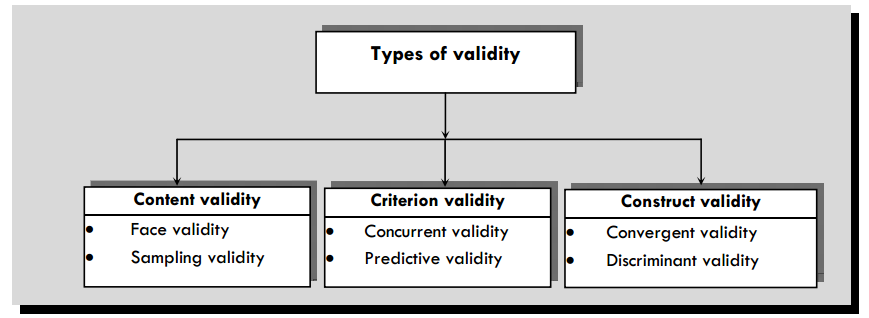 Types of validity
Content validity
• Face validity
• Sampling validity
Criterion validity
• Concurrent validity
• Predictive validity
Construct validity
• Convergent validity
• Discriminant validity